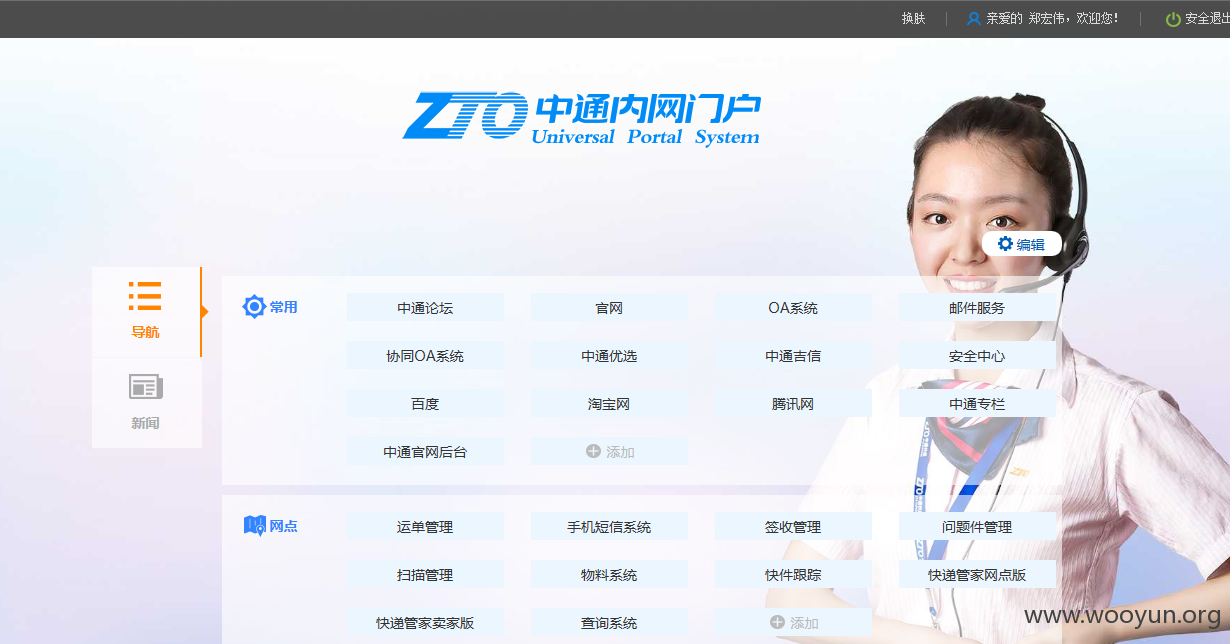 换肤 亲爱的 郑宏伟，欢迎您！ 安全退出
ZTO 中通内网门户
Universal Portal System
编辑
导航
新闻
常用
中通论坛 官网 OA系统 邮件服务
协同OA系统 中通优选 中通吉信 安全中心
百度 淘宝网 腾讯网 中通专栏
中通官网后台 添加
ZTO
网点
运单管理 手机短信系统 签收管理 问题件管理
扫描管理 物料系统 快件跟踪 快递管家网点版
快递管家卖家版 查询系统 添加
www.wooyun.org